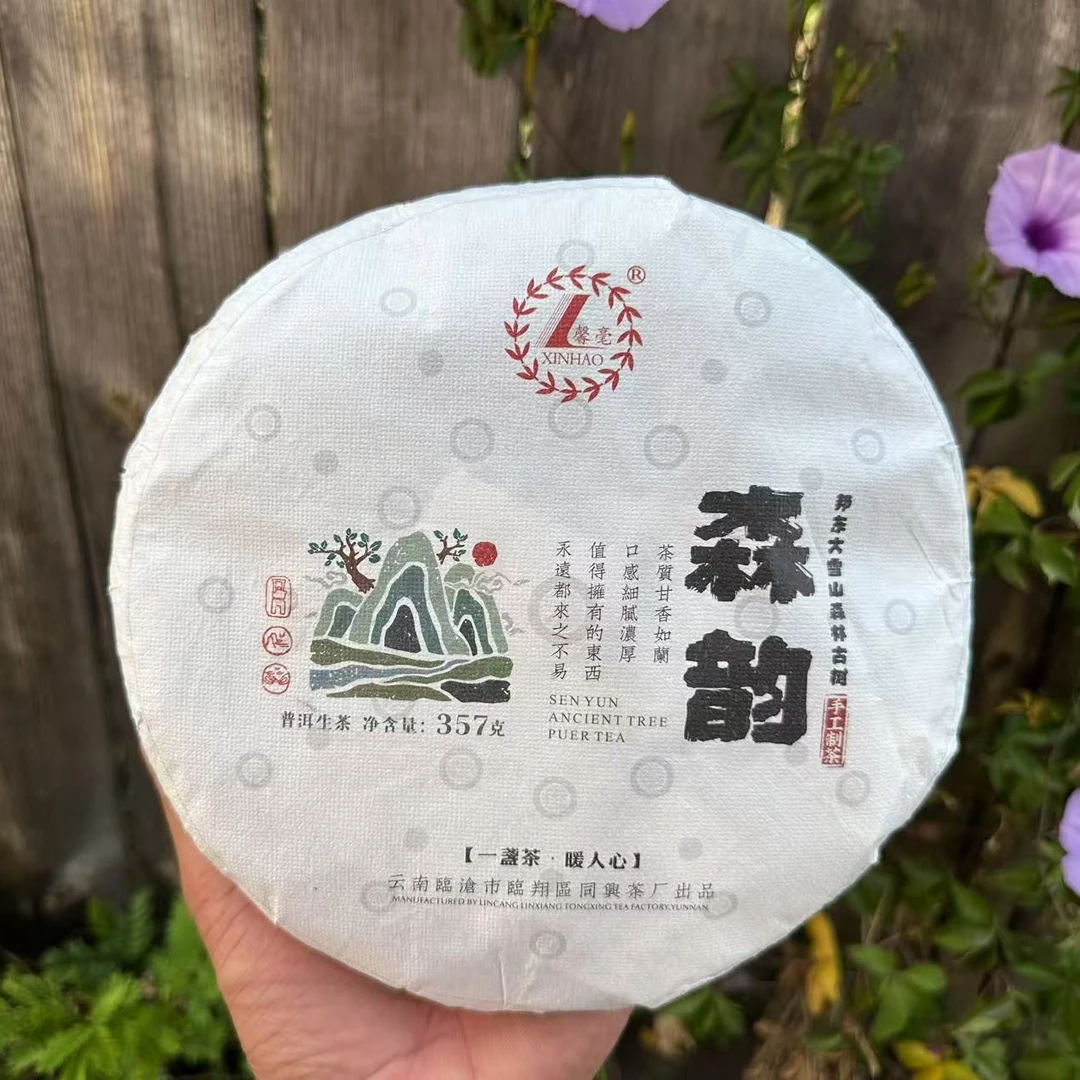 ®
馨毫
XINHAO
邦东大雪山森林古树
手工制茶
森韵
茶質甘香如蘭
口感細膩濃厚
值得擁有的東西
永遠都來之不易
SEN YUN
ANCIENT TREE
PUER TEA
普洱生茶 净含量：357克
【一盏茶·暖人心】
云南臨滄市臨翔區同興茶厂出品
MANUFACTURED BY LINCANG LINXIANG TONGXING TEA FACTORY.YUNNAN